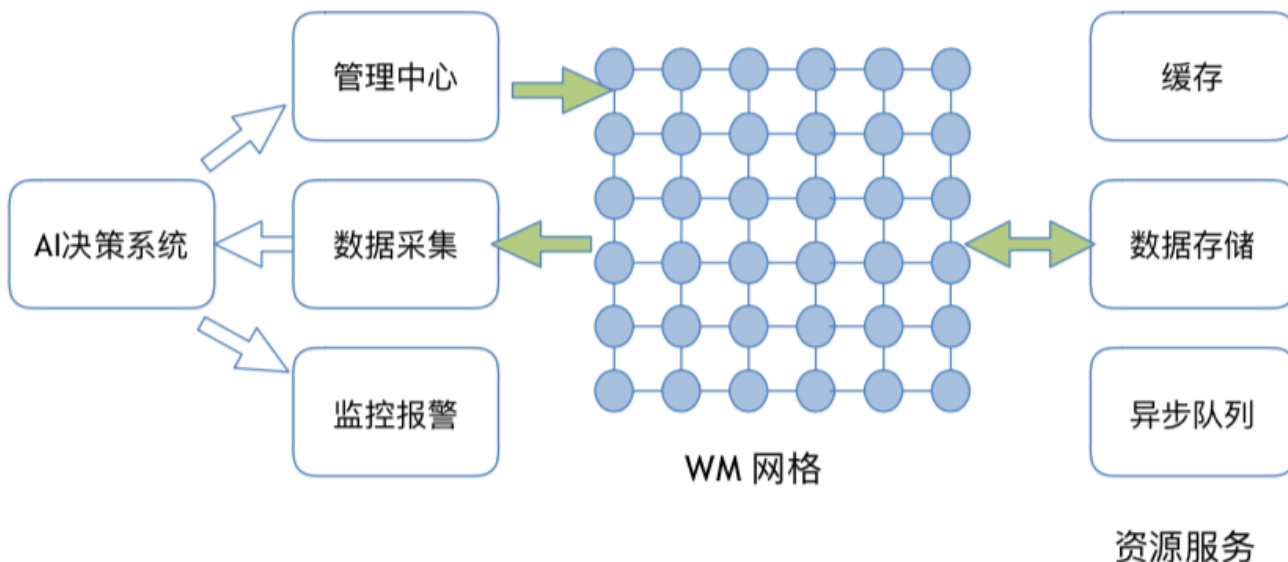 管理中心
缓存
AI决策系统
数据采集
数据存储
监控报警
异步队列
WM 网格
资源服务